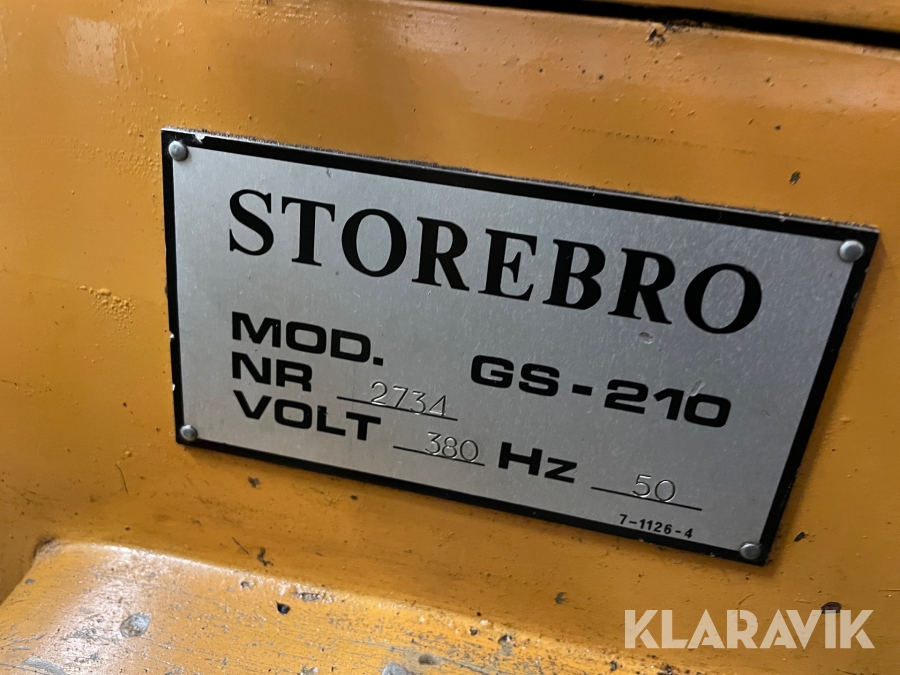 STOREBRO
MOD. GS-210
NR 2734
VOLT 380 Hz 50
7-1126-4
KLARAVIK